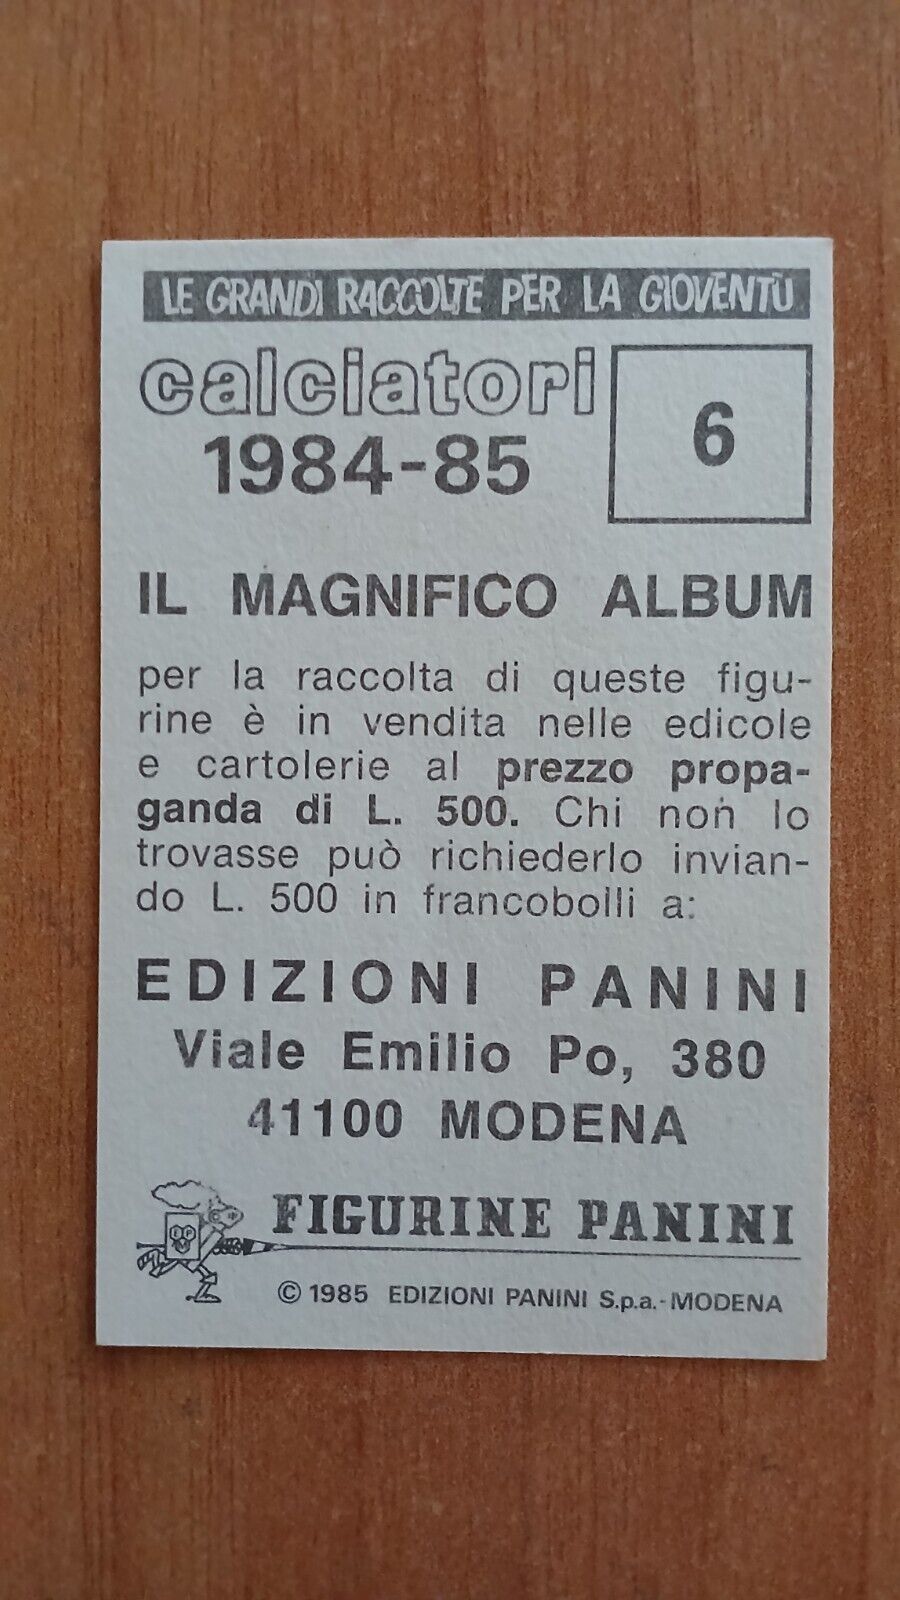 LE GRANDI RACCOLTE PER LA GIOVENTÙ
calciatori
1984-85
6
IL MAGNIFICO ALBUM
per la raccolta di queste figu-
rine è in vendita nelle edicole
e cartolerie al prezzo propa-
ganda di L. 500. Chi non lo
trovasse può richiederlo invian-
do L. 500 in francobolli a:
EDIZIONI PANINI
Viale Emilio Po, 380
41100 MODENA
FIGURINE PANINI
© 1985 EDIZIONI PANINI S.p.a.-MODENA